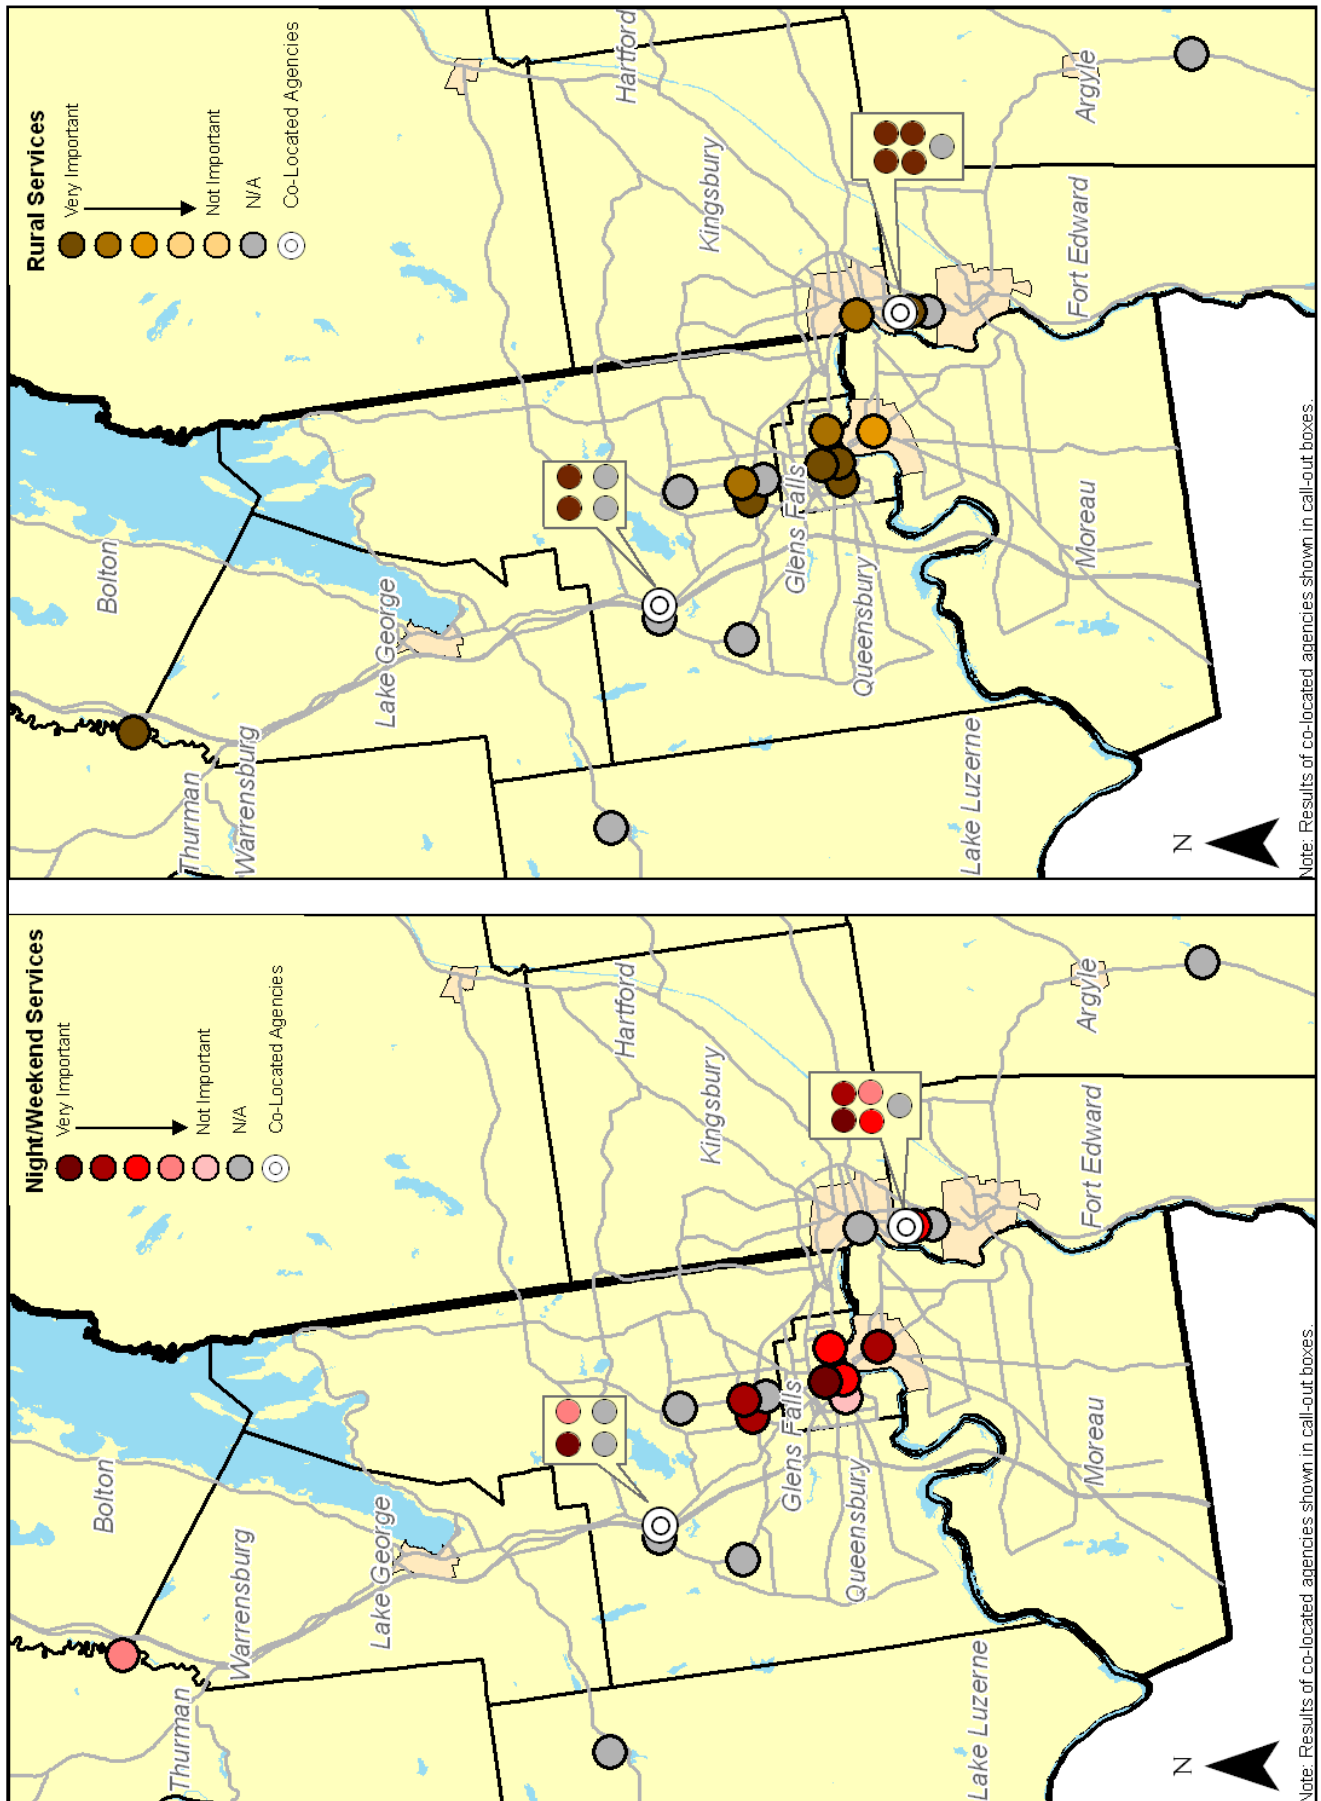 Night/Weekend Services
Very Important
Not Important
N/A
Co-Located Agencies
Bolton
Thurman
Warrensburg
Lake George
Hartford
Kingsbury
Glens Falls
Queensbury
Lake Luzerne
Argyle
Fort Edward
Moreau
N
Note: Results of co-located agencies shown in call-out boxes.
Rural Services
Very Important
Not Important
N/A
Co-Located Agencies
Bolton
Thurman
Warrensburg
Lake George
Hartford
Kingsbury
Glens Falls
Queensbury
Lake Luzerne
Argyle
Fort Edward
Moreau
N
Note: Results of co-located agencies shown in call-out boxes.